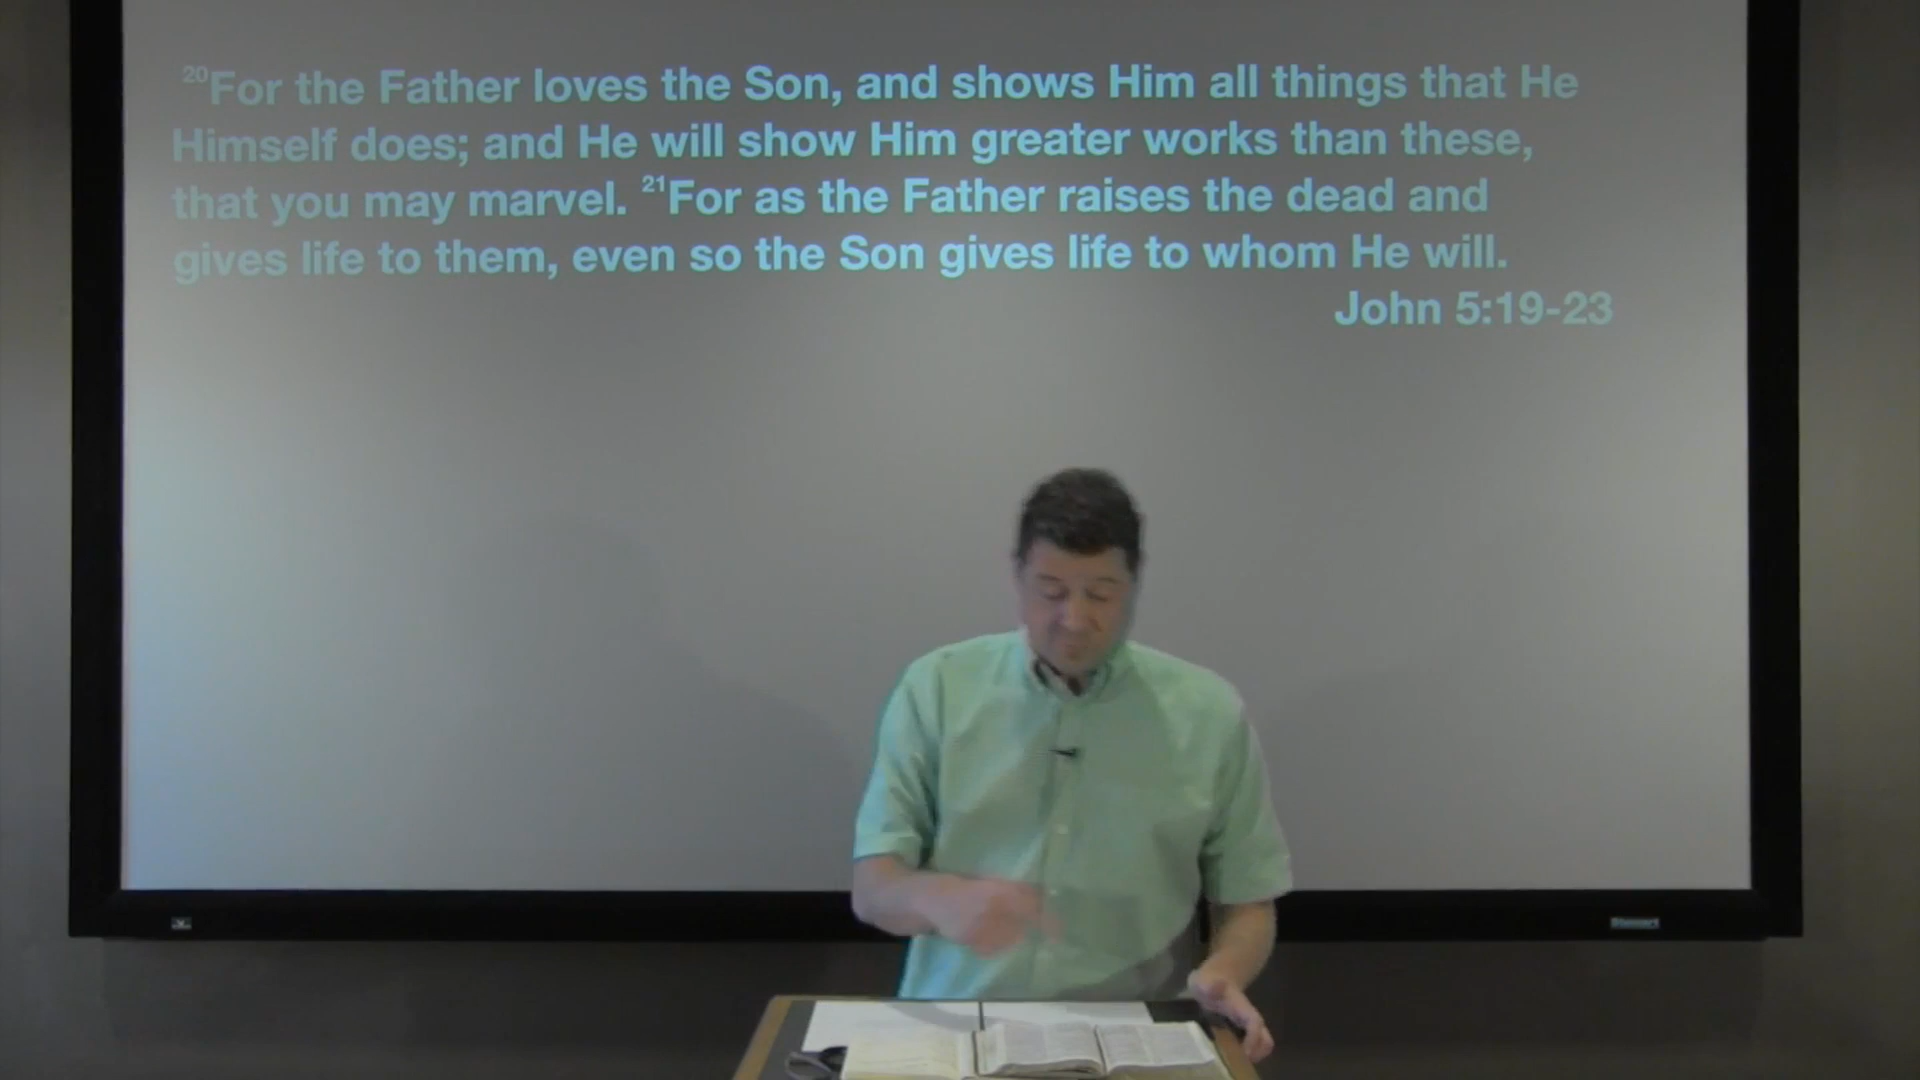 20For the Father loves the Son, and shows Him all things that He
Himself does; and He will show Him greater works than these,
that you may marvel. 21For as the Father raises the dead and
gives life to them, even so the Son gives life to whom He will.
John 5:19-23
Stewart